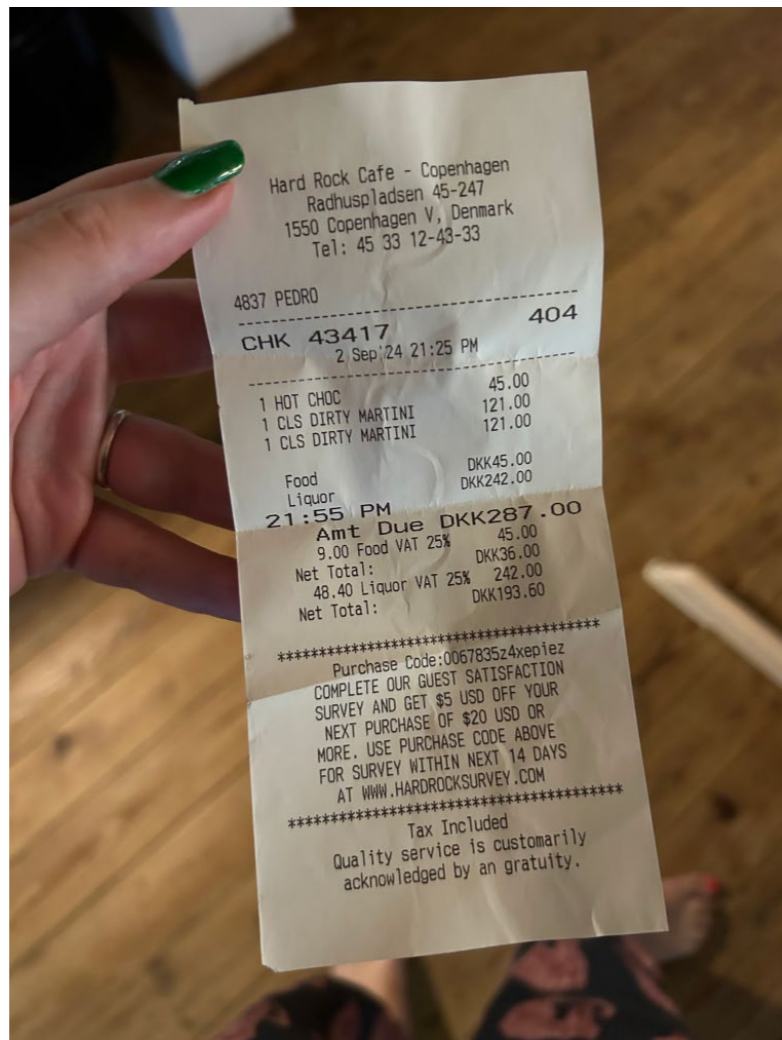 Hard Rock Cafe - Copenhagen
Radhuspladsen 45-247
1550 Copenhagen V, Denmark
Tel: 45 33 12-43-33
4837 PEDRO
----------------------------------------
CHK 43417 404
2 Sep'24 21:25 PM
----------------------------------------
1 HOT CHOC 45.00
1 CLS DIRTY MARTINI 121.00
1 CLS DIRTY MARTINI 121.00
Food DKK45.00
Liquor DKK242.00
21:55 PM
Amt Due DKK287.00
9.00 Food VAT 25% 45.00
Net Total: DKK36.00
48.40 Liquor VAT 25% 242.00
Net Total: DKK193.60
****************************************
Purchase Code:0067835z4xepiez
COMPLETE OUR GUEST SATISFACTION
SURVEY AND GET $5 USD OFF YOUR
NEXT PURCHASE OF $20 USD OR
MORE. USE PURCHASE CODE ABOVE
FOR SURVEY WITHIN NEXT 14 DAYS
AT WWW.HARDROCKSURVEY.COM
****************************************
Tax Included
Quality service is customarily
acknowledged by an gratuity.